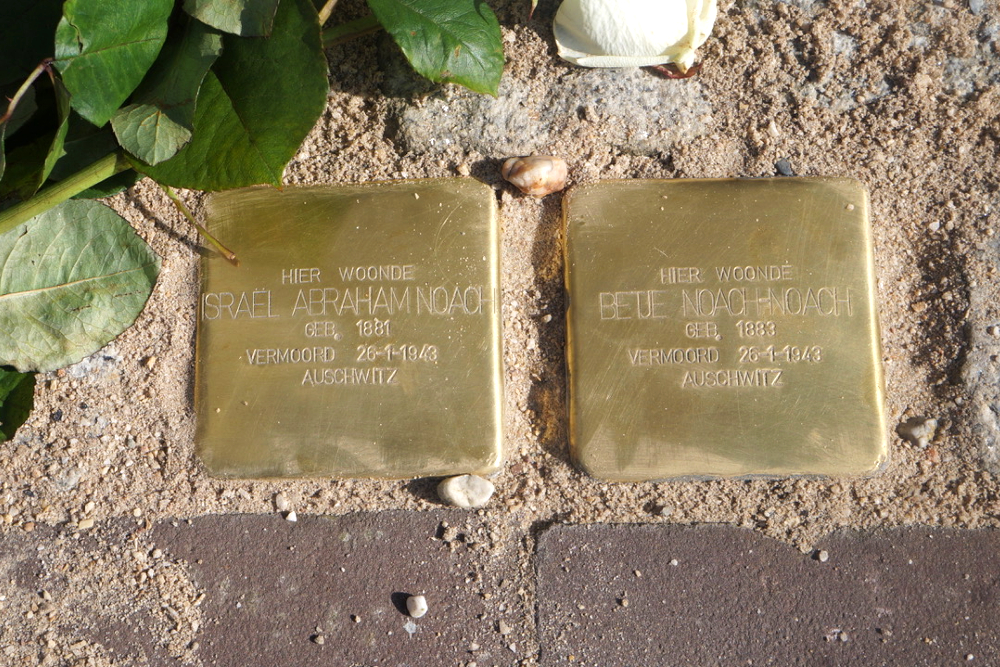 HIER WOONDE
ISRAËL ABRAHAM NOACH
GEB. 1881
VERMOORD 26-1-1943
AUSCHWITZ
HIER WOONDE
BETJE NOACH-NOACH
GEB. 1883
VERMOORD 26-1-1943
AUSCHWITZ